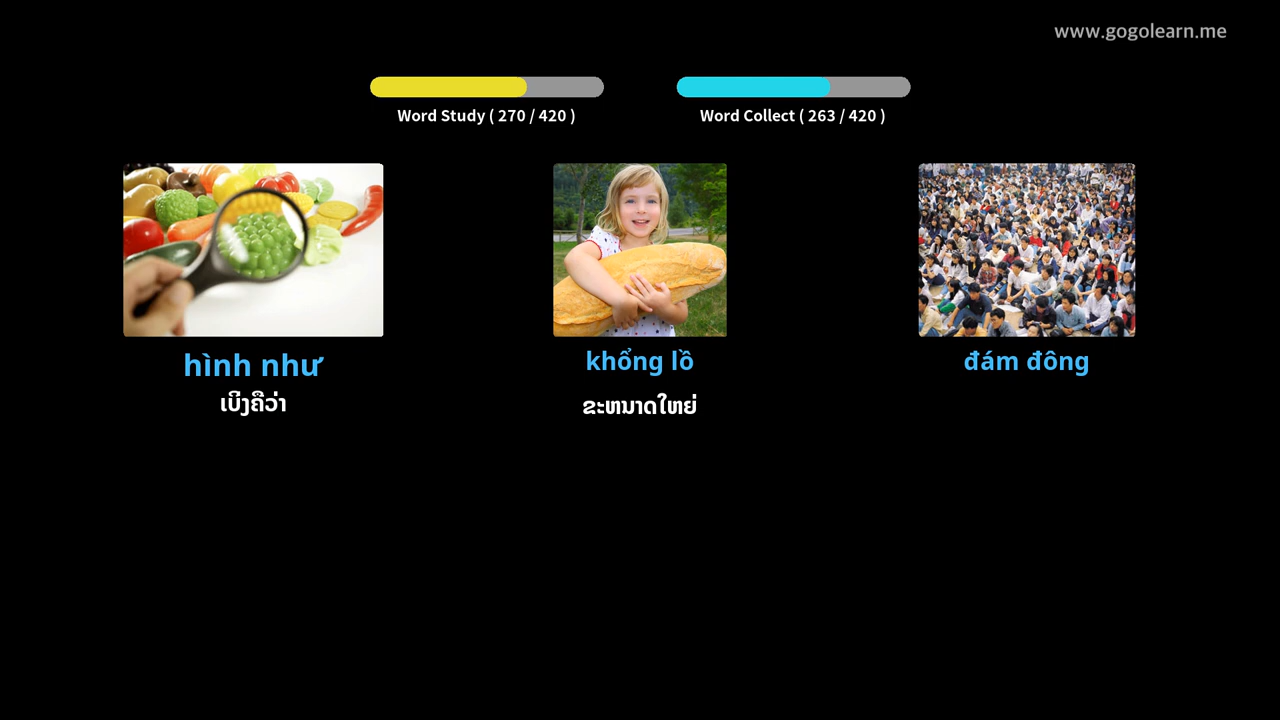 www.gogolearn.me
Word Study ( 270 / 420 )
Word Collect ( 263 / 420 )
hình như
ເບິງຄືວ່າ
khổng lồ
ຂະຫນາດໃຫຍ່
đám đông